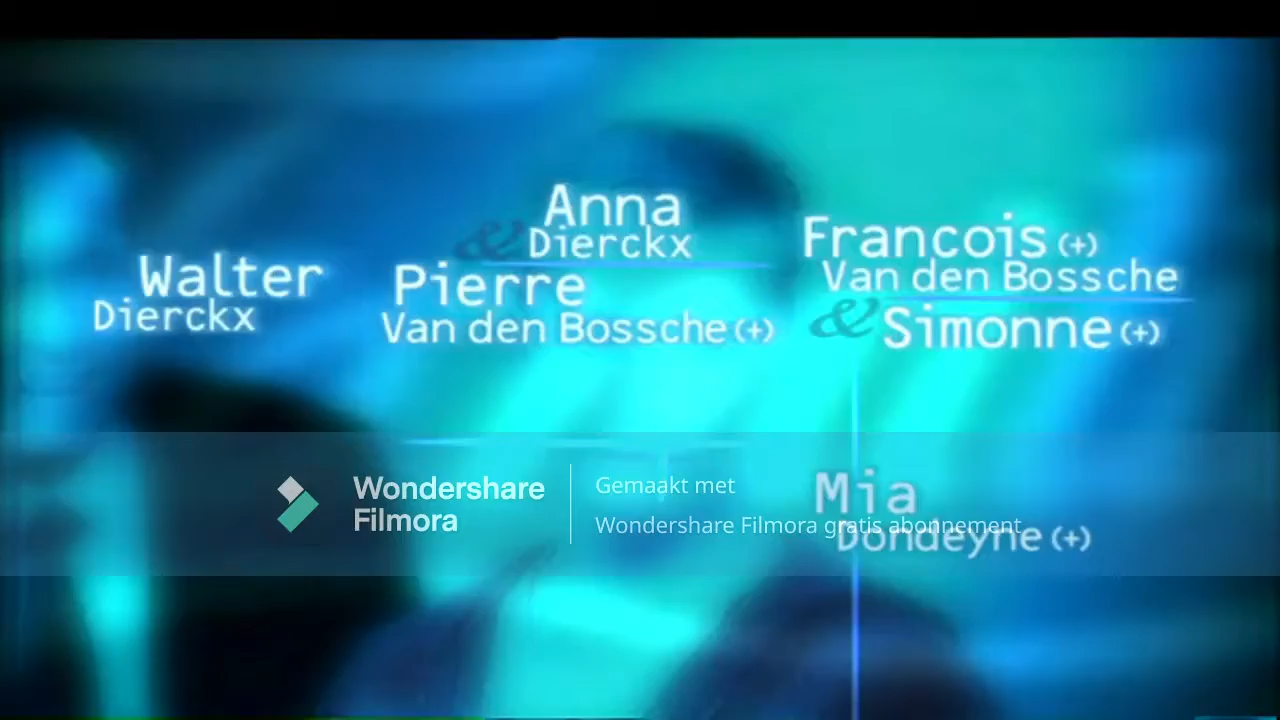 Walter
Dierckx
Anna
& Dierckx
Pierre
Van den Bossche (+)
Francois (+)
Van den Bossche
& Simonne (+)
Mia
Dondeyne (+)
Wondershare
Filmora
Gemaakt met
Wondershare Filmora gratis abonnement